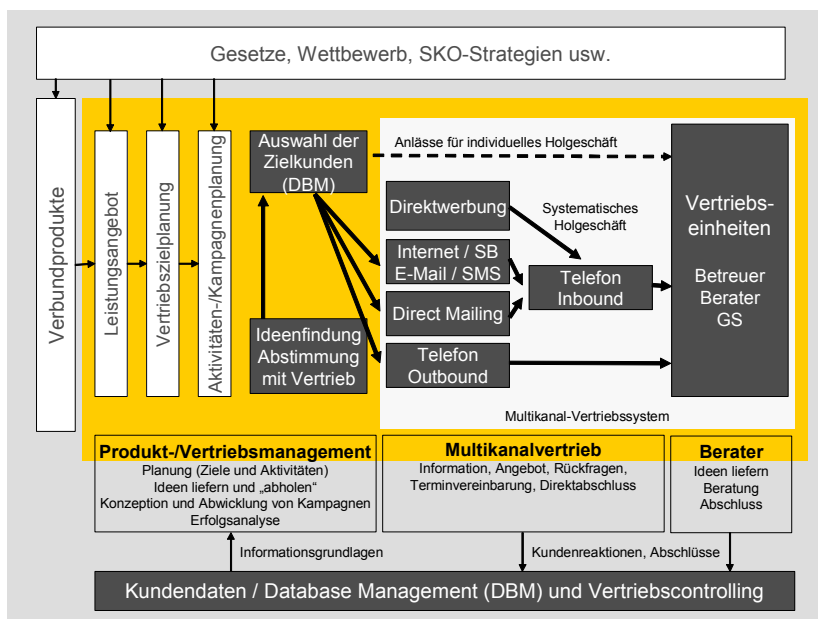 Gesetze, Wettbewerb, SKO-Strategien usw.
Verbundprodukte
Leistungsangebot
Vertriebszielplanung
Aktivitäten-/Kampagnenplanung
Auswahl der
Zielkunden
(DBM)
Ideenfindung
Abstimmung
mit Vertrieb
Anlässe für individuelles Holgeschäft
Direktwerbung
Systematisches
Holgeschäft
Internet / SB
E-Mail / SMS
Direct Mailing
Telefon
Inbound
Telefon
Outbound
Vertriebs-
einheiten
Betreuer
Berater
GS
Multikanal-Vertriebssystem
Produkt-/Vertriebsmanagement
Planung (Ziele und Aktivitäten)
Ideen liefern und „abholen“
Konzeption und Abwicklung von Kampagnen
Erfolgsanalyse
Multikanalvertrieb
Information, Angebot, Rückfragen,
Terminvereinbarung, Direktabschluss
Berater
Ideen liefern
Beratung
Abschluss
Informationsgrundlagen
Kundenreaktionen, Abschlüsse
Kundendaten / Database Management (DBM) und Vertriebscontrolling